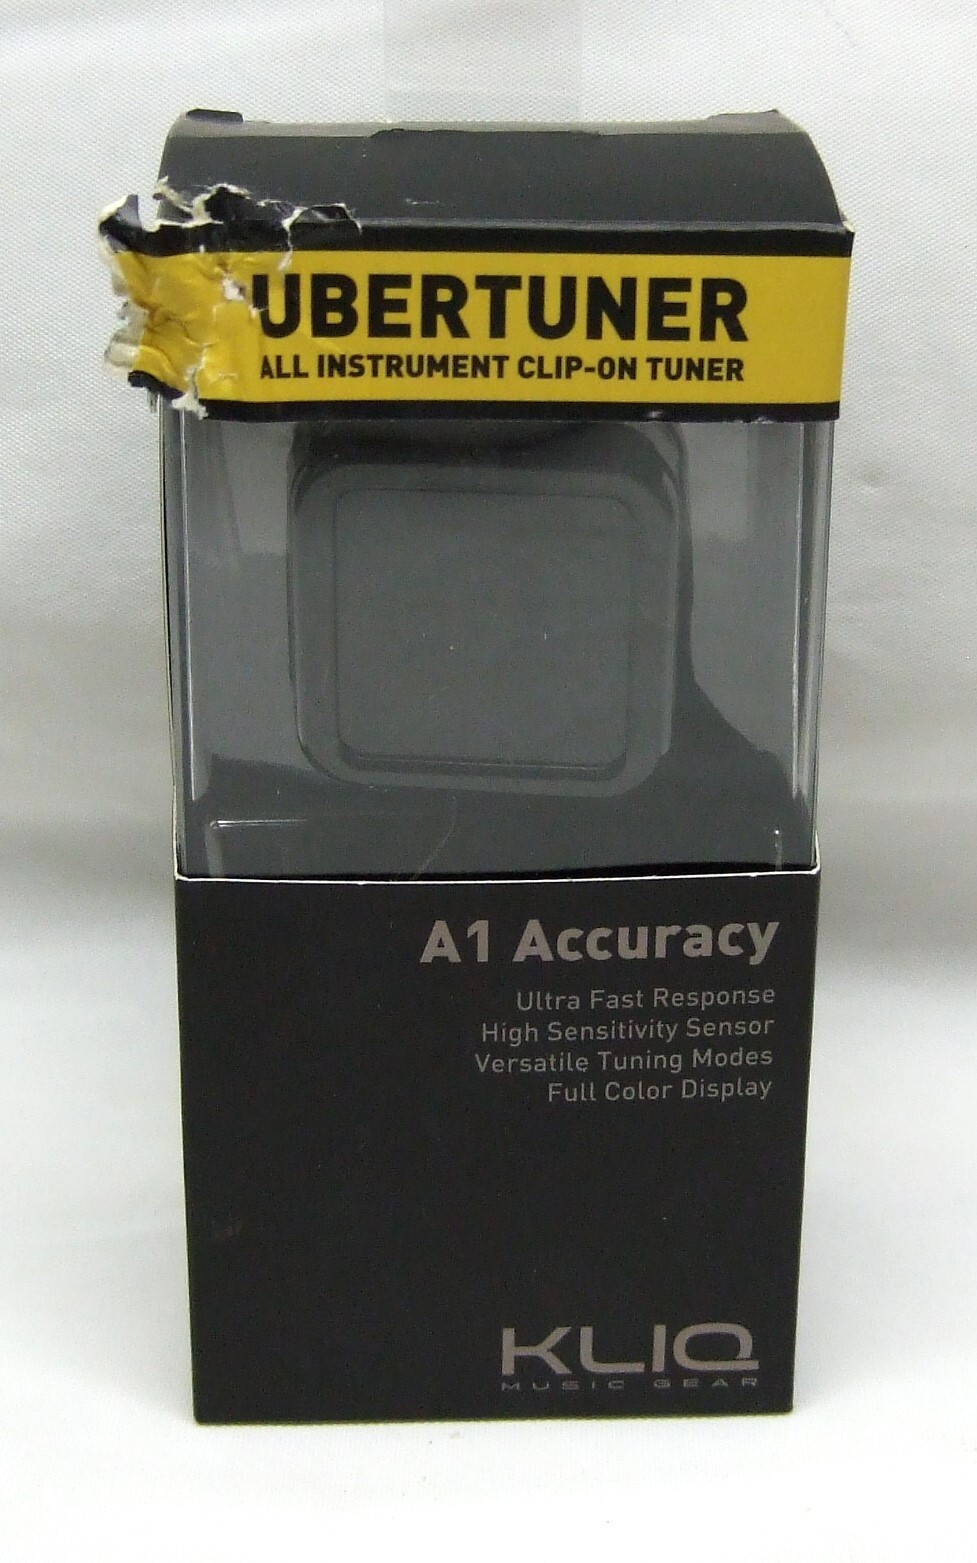 UBERTUNER
ALL INSTRUMENT CLIP-ON TUNER
A1 Accuracy
Ultra Fast Response
High Sensitivity Sensor
Versatile Tuning Modes
Full Color Display
KLIQ
MUSIC GEAR